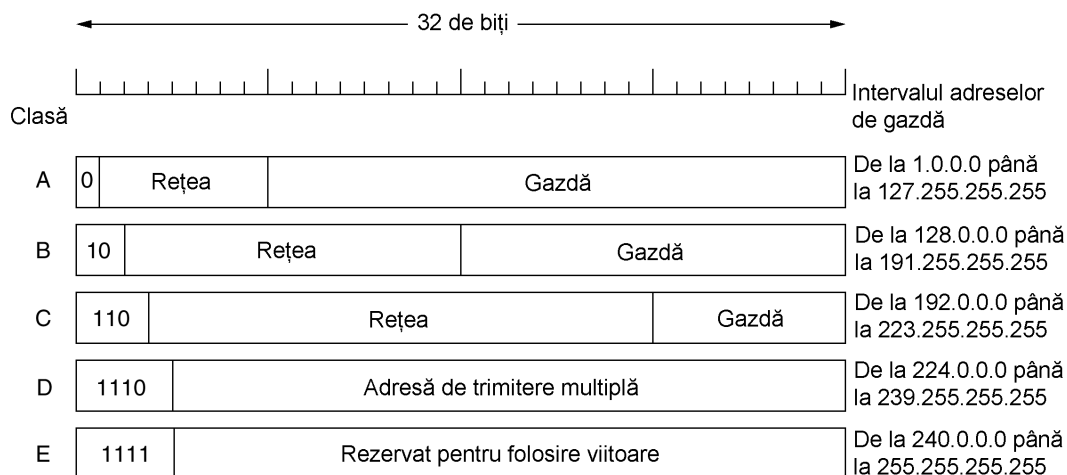 32 de biți
Intervalul adreselor
Clasă
de gazdă
A
0
Rețea
Gazdă
De la 1.0.0.0 până
la 127.255.255.255
B
10
Rețea
Gazdă
De la 128.0.0.0 până
la 191.255.255.255
C
110
Rețea
Gazdă
De la 192.0.0.0 până
la 223.255.255.255
D
1110
Adresă de trimitere multiplă
De la 224.0.0.0 până
la 239.255.255.255
E
1111
Rezervat pentru folosire viitoare
De la 240.0.0.0 până
la 255.255.255.255